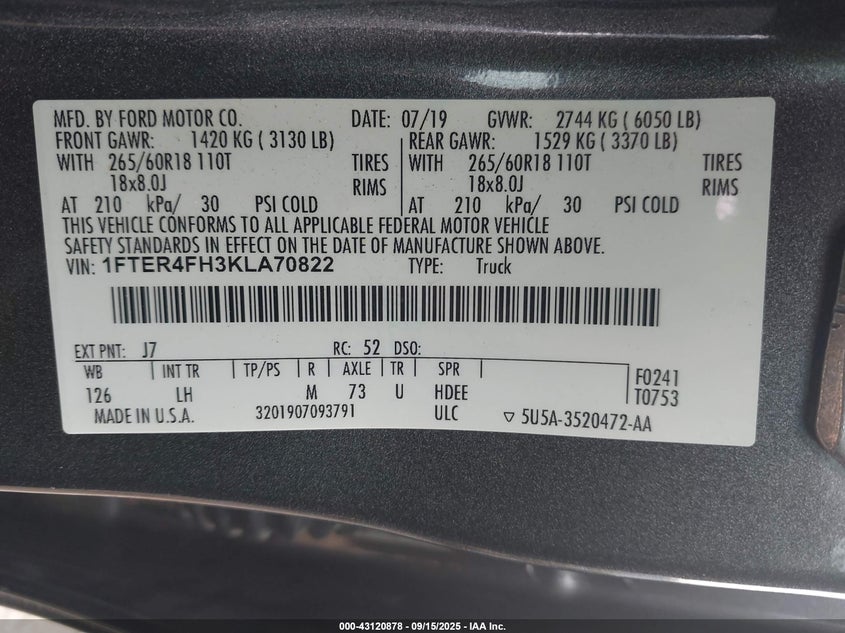 MFD. BY FORD MOTOR CO. DATE: 07/19 GVWR: 2744 KG ( 6050 LB)
FRONT GAWR: 1420 KG ( 3130 LB) REAR GAWR: 1529 KG ( 3370 LB)
WITH 265/60R18 110T TIRES WITH 265/60R18 110T TIRES
18x8.0J RIMS 18x8.0J RIMS
AT 210 kPa/ 30 PSI COLD AT 210 kPa/ 30 PSI COLD
THIS VEHICLE CONFORMS TO ALL APPLICABLE FEDERAL MOTOR VEHICLE
SAFETY STANDARDS IN EFFECT ON THE DATE OF MANUFACTURE SHOWN ABOVE.
VIN: 1FTER4FH3KLA70822 TYPE: Truck
EXT PNT: J7 RC: 52 DSO:
WB INT TR TP/PS R AXLE TR SPR F0241
126 LH M 73 U HDEE T0753
MADE IN U.S.A. 3201907093791 ULC ▽ 5U5A-3520472-AA
000-43120878 - 09/15/2025 - IAA Inc.